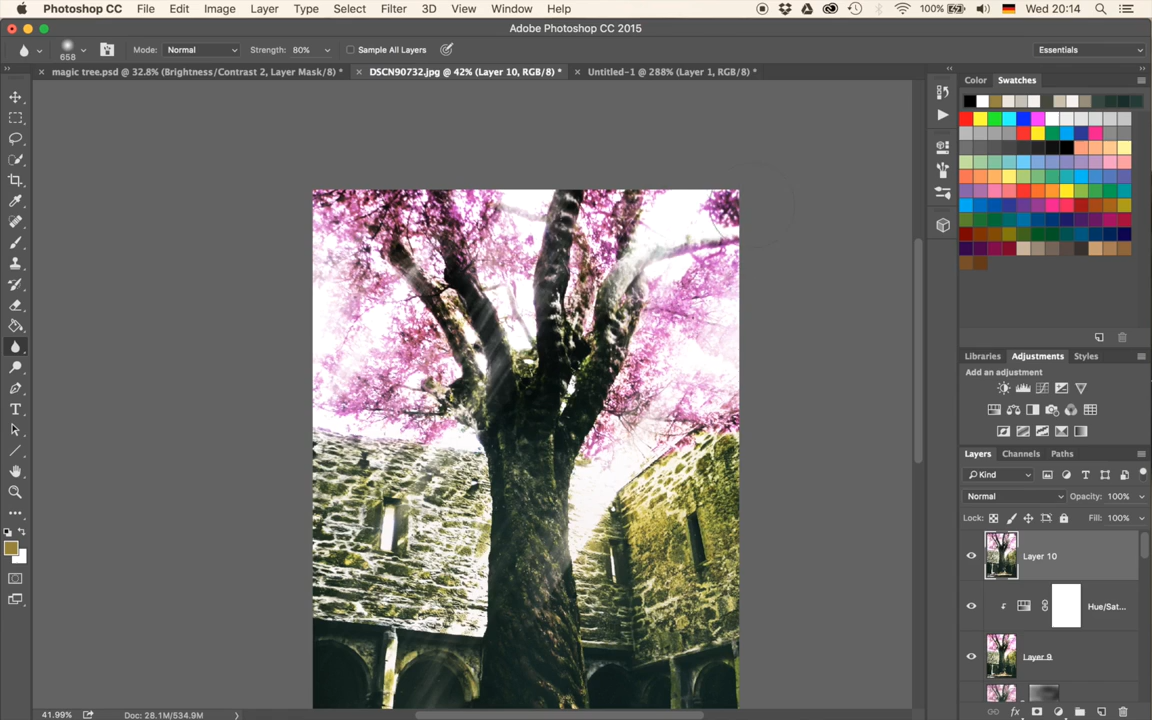 Photoshop CC File Edit Image Layer Type Select Filter 3D View Window Help 100% Wed 20:14
Adobe Photoshop CC 2015
658 Mode: Normal Strength: 80% Sample All Layers Essentials
magic tree.psd @ 32.8% (Brightness/Contrast 2, Layer Mask/8) * DSCN90732.jpg @ 42% (Layer 10, RGB/8) * Untitled-1 @ 288% (Layer 1, RGB/8) *
Color Swatches
Libraries Adjustments Styles
Add an adjustment
Layers Channels Paths
Kind
Normal Opacity: 100%
Lock: Fill: 100%
Layer 10
Hue/Sat...
Layer 9
41.99% Doc: 28.1M/534.9M